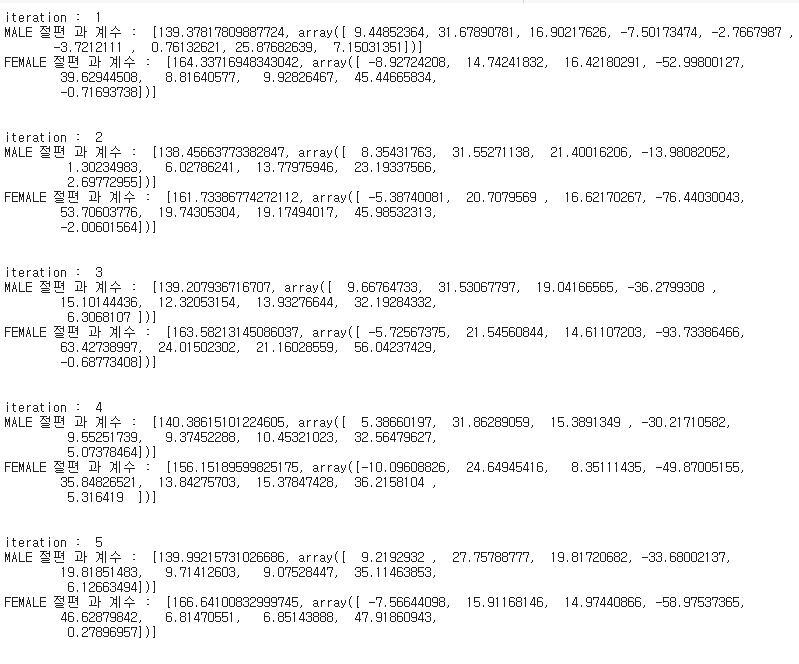 iteration :  1
MALE 절편 과 계수 :  [139.37817809887724, array([ 9.44852364, 31.67890781, 16.90217626, -7.50173474, -2.7667987 ,
       -3.7212111 ,  0.76132621, 25.87682639,  7.15031351])]
FEMALE 절편 과 계수 :  [164.33716948343042, array([ -8.92724208,  14.74241832,  16.42180291, -52.99800127,
        39.62944508,   8.81640577,   9.92826467,  45.44665834,
        -0.71693738])]
iteration :  2
MALE 절편 과 계수 :  [138.45663773382847, array([  8.35431763,  31.55271138,  21.40016206, -13.98082052,
         1.30234983,   6.02786241,  13.77975946,  23.19337566,
         2.69772955])]
FEMALE 절편 과 계수 :  [161.73386774272112, array([ -5.38740081,  20.7079569 ,  16.62170267, -76.44030043,
        53.70603776,  19.74305304,  19.17494017,  45.98532313,
        -2.00601564])]
iteration :  3
MALE 절편 과 계수 :  [139.207936716707, array([  9.66764733,  31.53067797,  19.04166565, -36.2799308 ,
        15.10144436,  12.32053154,  13.93276644,  32.19284332,
         6.3068107 ])]
FEMALE 절편 과 계수 :  [163.58213145086037, array([ -5.72567375,  21.54560844,  14.61107203, -93.73386466,
        63.42738997,  24.01502302,  21.16028559,  56.04237429,
        -0.68773408])]
iteration :  4
MALE 절편 과 계수 :  [140.38615101224605, array([  5.38660197,  31.86289059,  15.3891349 , -30.21710582,
         9.55251739,   9.37452288,  10.45321023,  32.56479627,
         5.07378464])]
FEMALE 절편 과 계수 :  [156.15189599825175, array([-10.09608826,  24.64945416,   8.35111435, -49.87005155,
        35.84826521,  13.84275703,  15.37847428,  36.2158104 ,
         5.316419  ])]
iteration :  5
MALE 절편 과 계수 :  [139.99215731026686, array([  9.2192932 ,  27.75788777,  19.81720682, -33.68002137,
        19.81851483,   9.71412603,   9.07528447,  35.11463853,
         6.12663494])]
FEMALE 절편 과 계수 :  [166.64100832999745, array([ -7.56644098,  15.91168146,  14.97440866, -58.97537365,
        46.62879842,   6.81470551,   6.85143888,  47.91860943,
         0.27896957])]